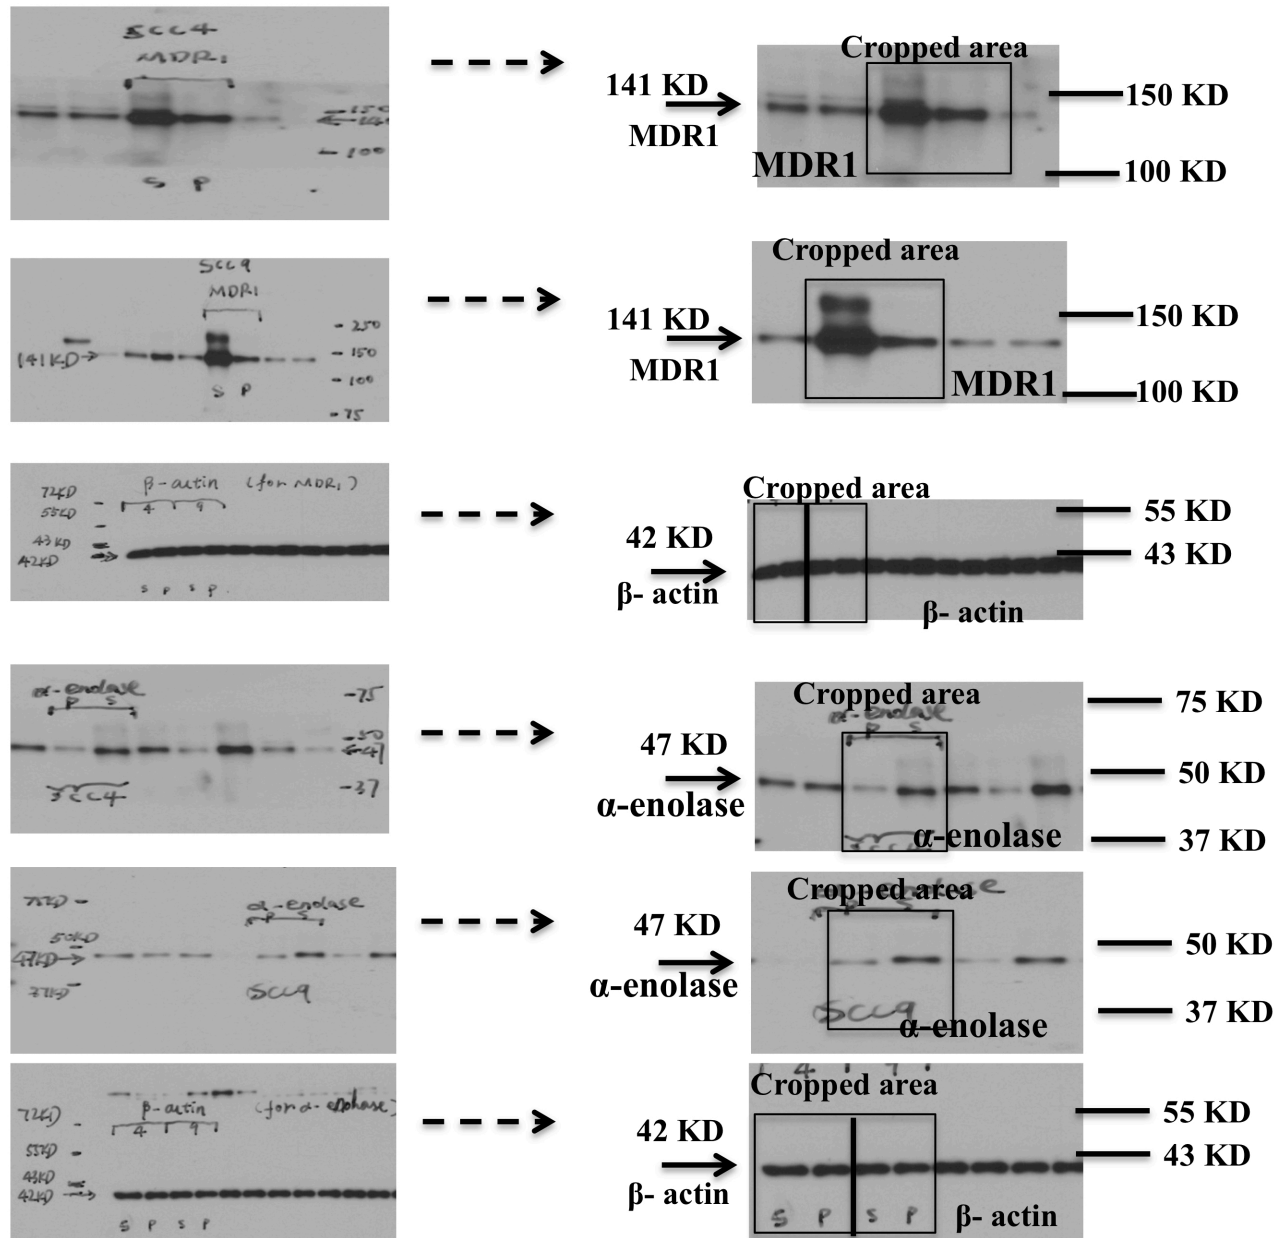 SCC4
MDR1
-150
-100
S P
Cropped area
141 KD
MDR1
MDR1
150 KD
100 KD
SCC9
MDR1
-250
141KD→
-150
-100
-75
S P
Cropped area
141 KD
MDR1
MDR1
150 KD
100 KD
β-actin (for MDR1)
72KD
55KD
4 9
43KD
42KD
S P S P
Cropped area
42 KD
β- actin
β- actin
55 KD
43 KD
α-enolase
P S
-75
-50
←47
-37
SCC4
Cropped area
α-enolase
P S
47 KD
α-enolase
α-enolase
75 KD
50 KD
37 KD
α-enolase
P S
50KD
47KD→
37KD
SCC9
Cropped area
47 KD
α-enolase
SCC9
α-enolase
50 KD
37 KD
72KD
β-actin (for α-enolase)
4 9
55KD
43KD
42KD→
S P S P
4 9
Cropped area
42 KD
β- actin
S P S P
β- actin
55 KD
43 KD